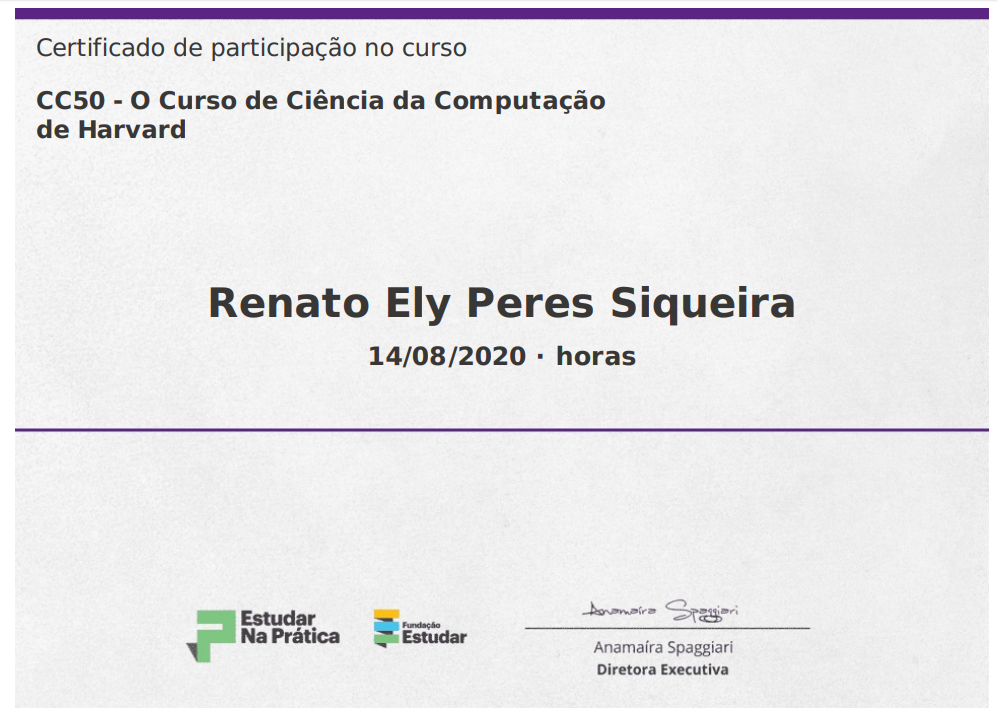 Certificado de participação no curso
CC50 - O Curso de Ciência da Computação
de Harvard
Renato Ely Peres Siqueira
14/08/2020 · horas
Estudar
Na Prática
Fundação
Estudar
Anamaíra Spaggiari
Anamaíra Spaggiari
Diretora Executiva